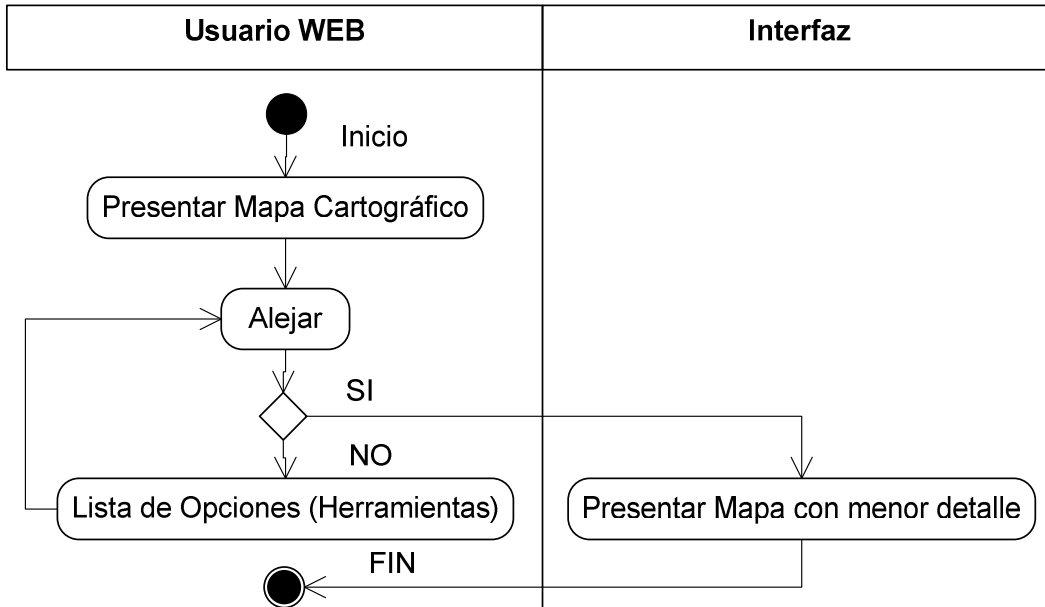 Usuario WEB
Interfaz
Inicio
Presentar Mapa Cartográfico
Alejar
SI
NO
Lista de Opciones (Herramientas)
Presentar Mapa con menor detalle
FIN